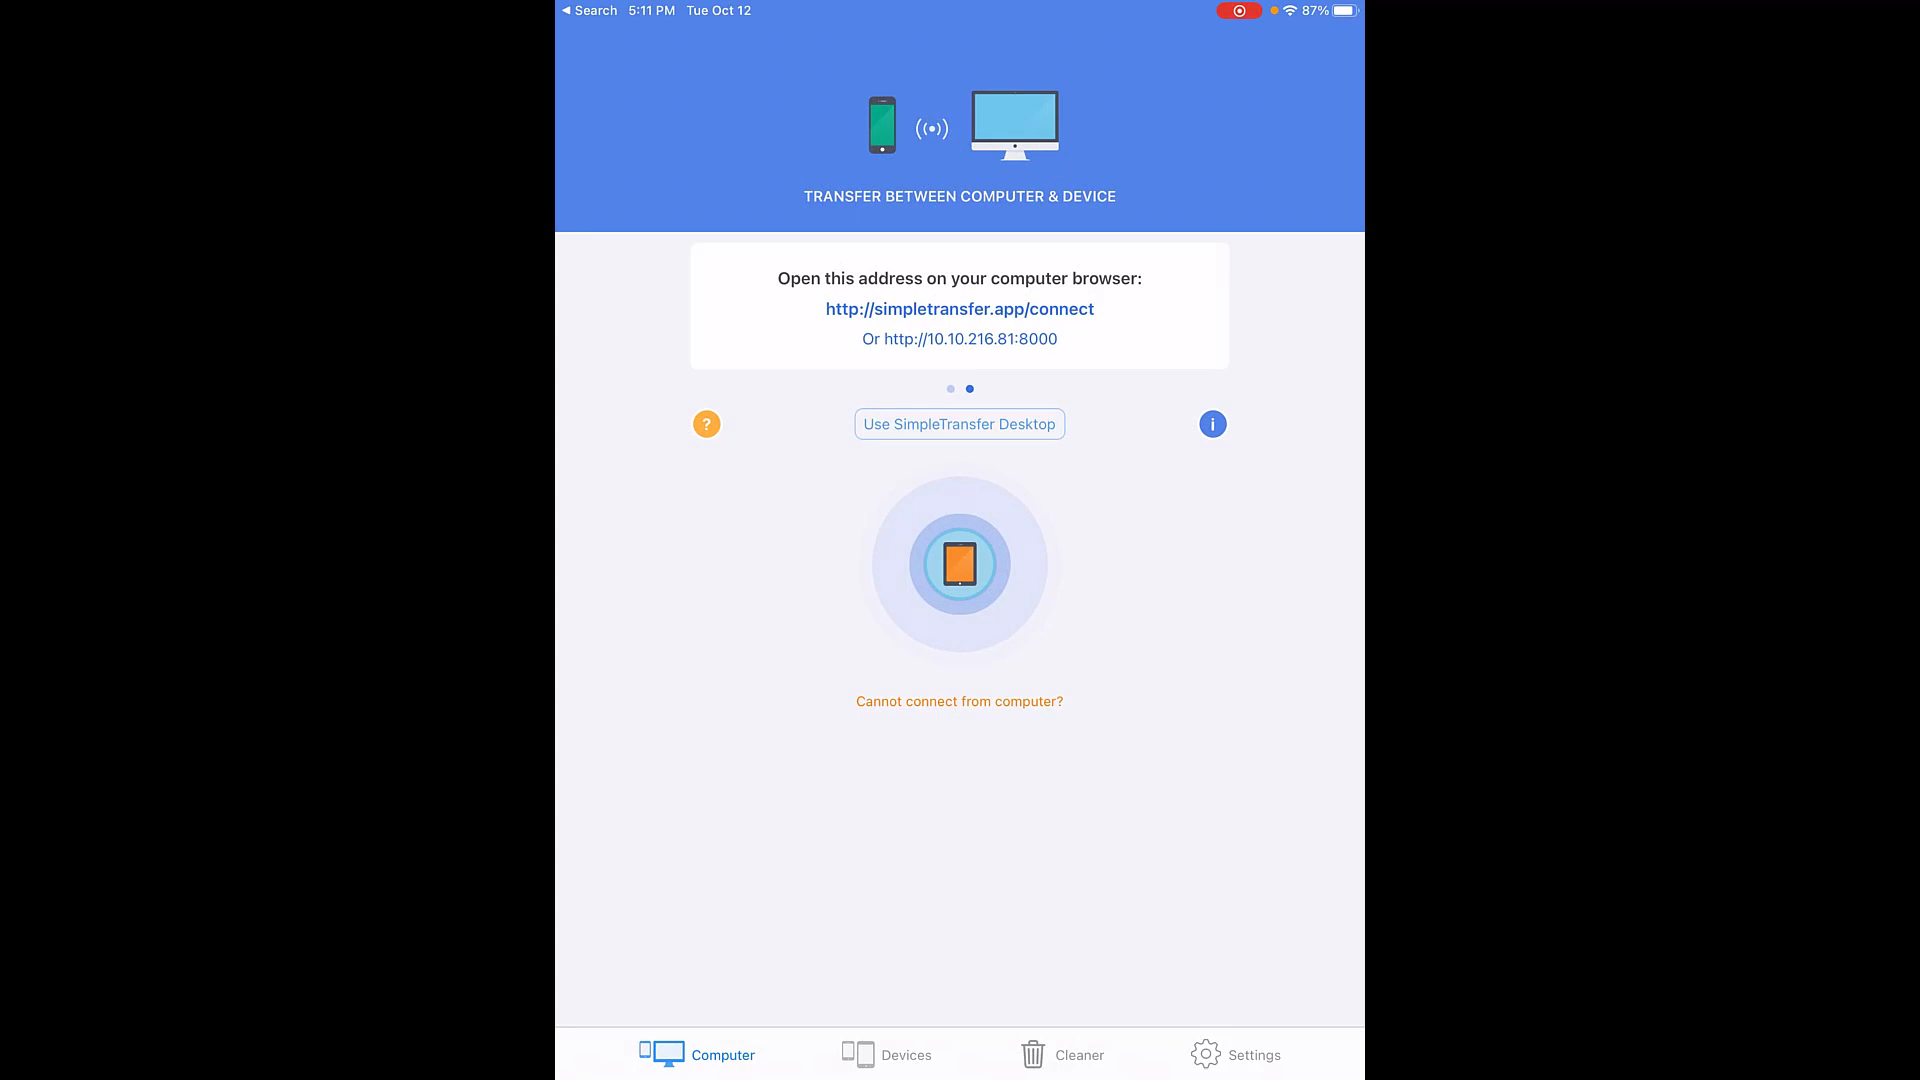 Search 5:11 PM Tue Oct 12 87%
TRANSFER BETWEEN COMPUTER & DEVICE
Open this address on your computer browser:
http://simpletransfer.app/connect
Or http://10.10.216.81:8000
? Use SimpleTransfer Desktop i
Cannot connect from computer?
Computer Devices Cleaner Settings